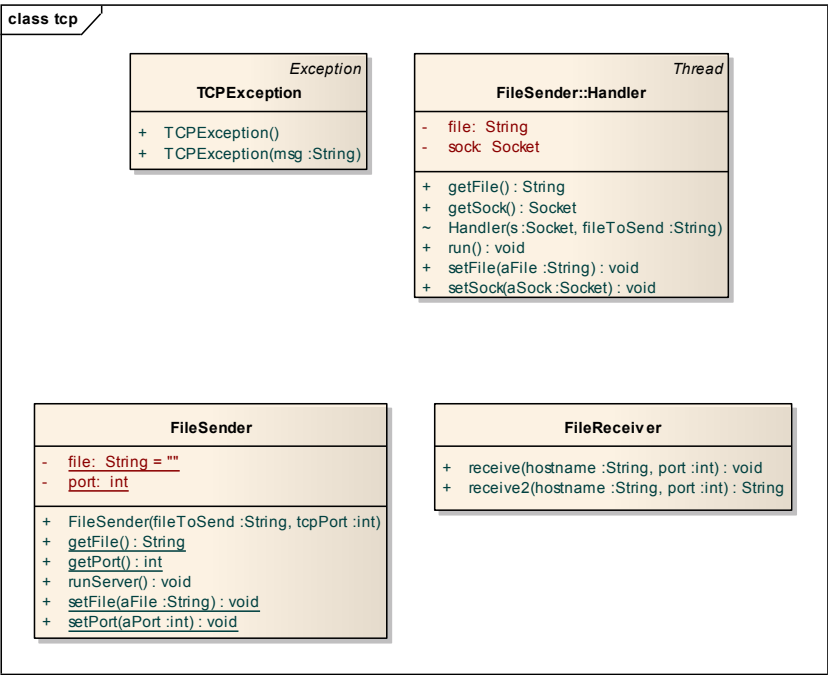 class tcp
Exception
TCPException
+ TCPException()
+ TCPException(msg :String)
Thread
FileSender::Handler
- file: String
- sock: Socket
+ getFile() : String
+ getSock() : Socket
~ Handler(s :Socket, fileToSend :String)
+ run() : void
+ setFile(aFile :String) : void
+ setSock(aSock :Socket) : void
FileSender
- file: String = ""
- port: int
+ FileSender(fileToSend :String, tcpPort :int)
+ getFile() : String
+ getPort() : int
+ runServer() : void
+ setFile(aFile :String) : void
+ setPort(aPort :int) : void
FileReceiver
+ receive(hostname :String, port :int) : void
+ receive2(hostname :String, port :int) : String